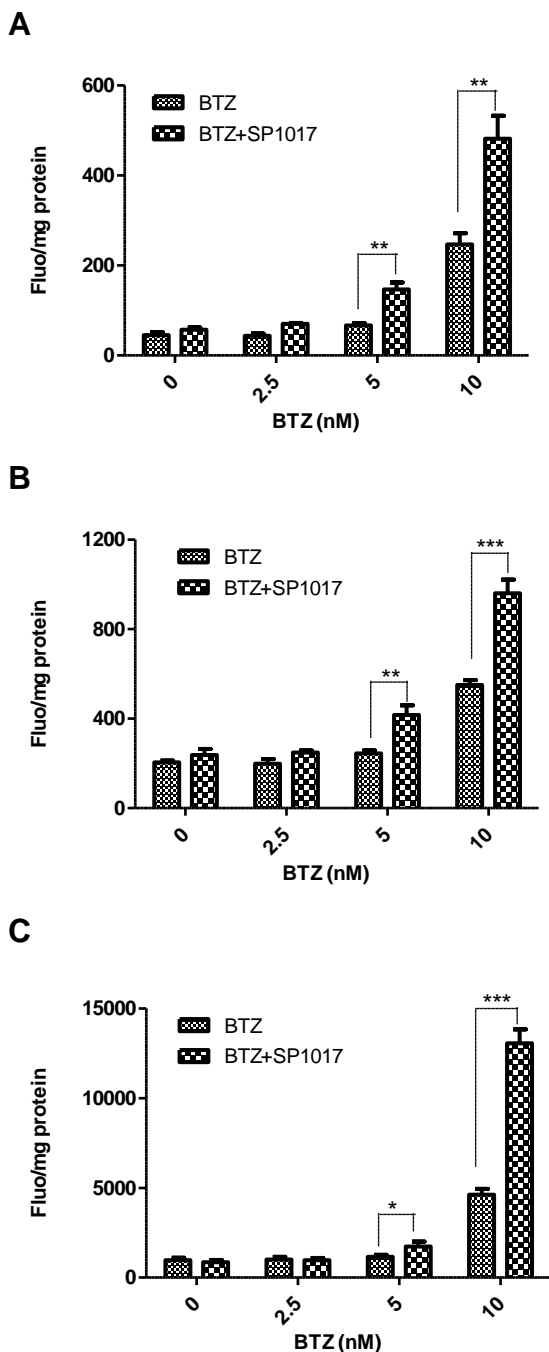 A
Fluo/mg protein
600
400
200
0
BTZ
BTZ+SP1017
**
**
0
2.5
5
10
BTZ (nM)
B
Fluo/mg protein
1200
800
400
0
BTZ
BTZ+SP1017
**
***
0
2.5
5
10
BTZ (nM)
C
Fluo/mg protein
15000
10000
5000
0
BTZ
BTZ+SP1017
*
***
0
2.5
5
10
BTZ (nM)